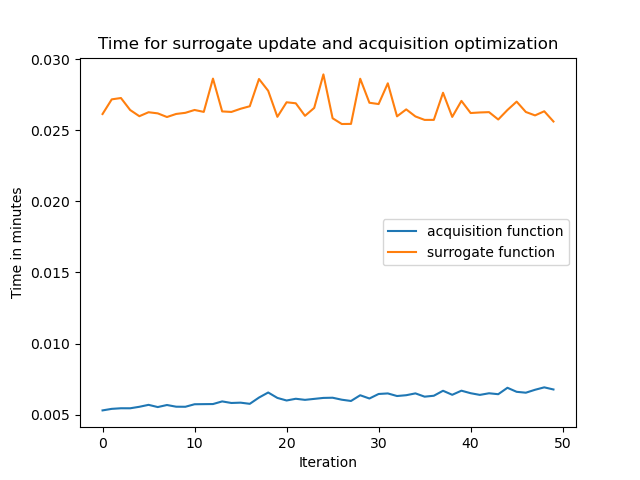 Time for surrogate update and acquisition optimization
0.030
0.025
0.020
0.015
0.010
0.005
Time in minutes
acquisition function
surrogate function
0 10 20 30 40 50
Iteration